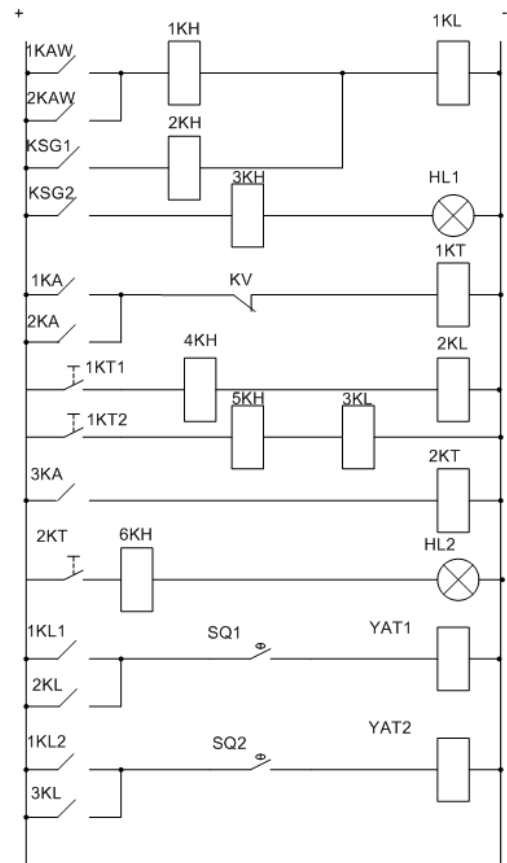 + -
1KH 1KL
1KAW
2KAW
KSG1
2KH
KSG2
3KH HL1
1KA KV 1KT
2KA
4KH 2KL
1KT1
5KH 3KL
1KT2
3KA 2KT
2KT 6KH HL2
1KL1 SQ1 YAT1
2KL
1KL2 SQ2 YAT2
3KL